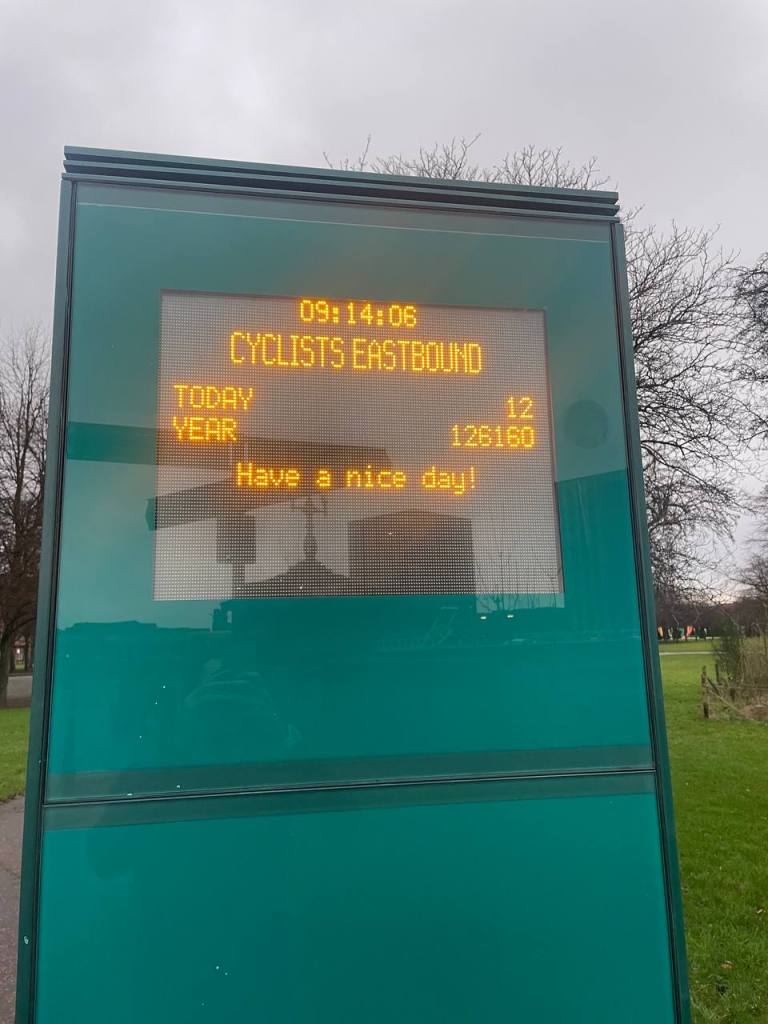 09:14:06
CYCLISTS EASTBOUND
TODAY 12
YEAR 126160
Have a nice day!